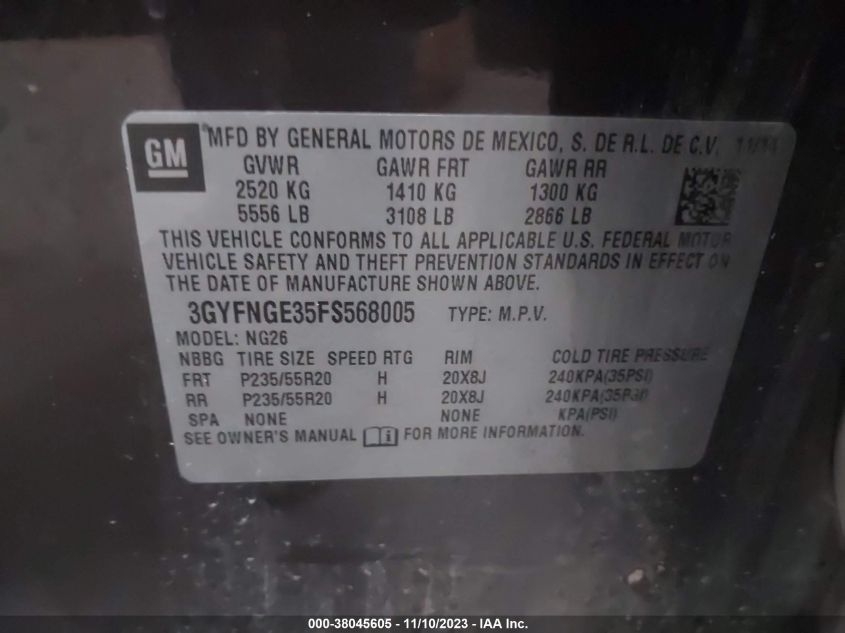 GM ® MFD BY GENERAL MOTORS DE MEXICO, S. DE R.L. DE C.V. 11/14
GVWR GAWR FRT GAWR RR
2520 KG 1410 KG 1300 KG
5556 LB 3108 LB 2866 LB
THIS VEHICLE CONFORMS TO ALL APPLICABLE U.S. FEDERAL MOTOR
VEHICLE SAFETY AND THEFT PREVENTION STANDARDS IN EFFECT ON
THE DATE OF MANUFACTURE SHOWN ABOVE.
3GYFNGE35FS568005 TYPE: M.P.V.
MODEL: NG26
NBBG TIRE SIZE SPEED RTG RIM COLD TIRE PRESSURE
FRT P235/55R20 H 20X8J 240KPA(35PSI)
RR P235/55R20 H 20X8J 240KPA(35PSI)
SPA NONE NONE KPA(PSI)
SEE OWNER'S MANUAL i FOR MORE INFORMATION.
000-38045605 - 11/10/2023 - IAA Inc.